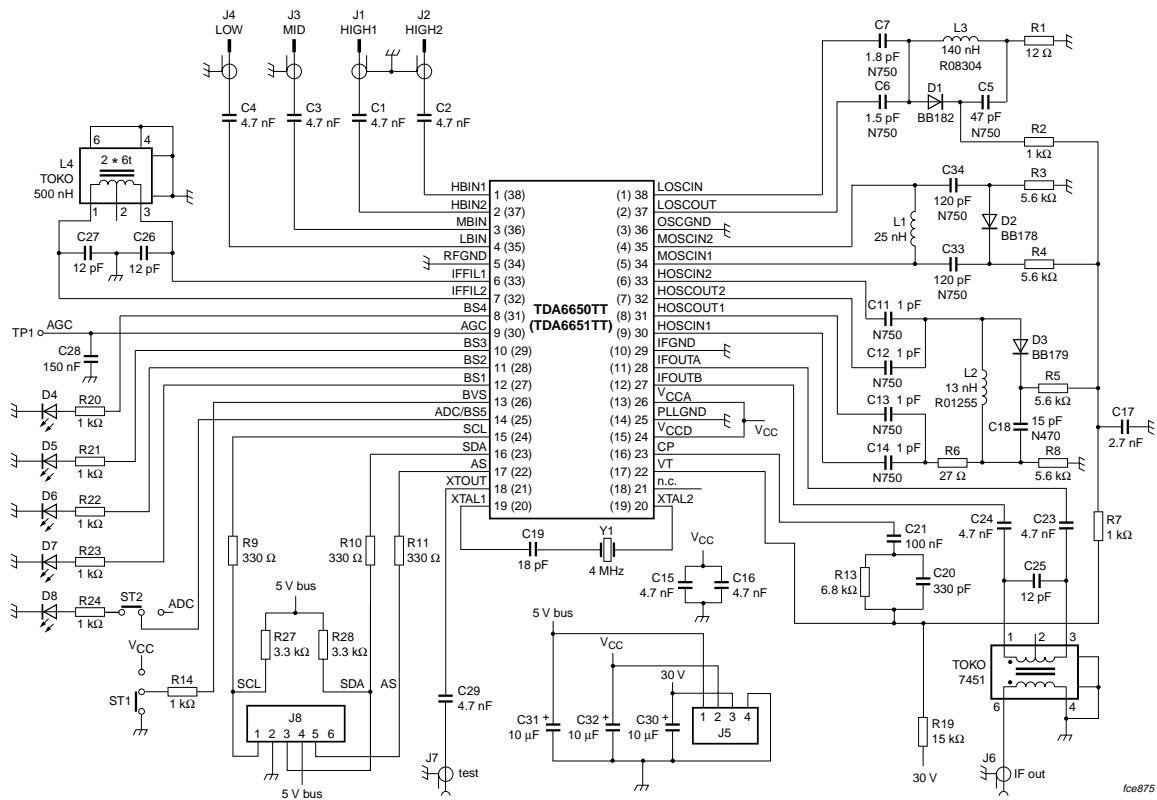 J4
LOW
J3
MID
J1
HIGH1
J2
HIGH2
C4
4.7 nF
C3
4.7 nF
C1
4.7 nF
C2
4.7 nF
C7
1.8 pF
N750
L3
140 nH
R08304
R1
12 Ω
C6
1.5 pF
N750
D1
BB182
C5
47 pF
N750
R2
1 kΩ
6
4
L4
TOKO
500 nH
2 * 6t
1
2
3
C27
12 pF
C26
12 pF
C34
120 pF
N750
R3
5.6 kΩ
L1
25 nH
D2
BB178
C33
120 pF
N750
R4
5.6 kΩ
HBIN1
HBIN2
MBIN
LBIN
RFGND
IFFIL1
IFFIL2
BS4
AGC
BS3
BS2
BS1
BVS
ADC/BS5
SCL
SDA
AS
XTOUT
XTAL1
1 (38)
2 (37)
3 (36)
4 (35)
5 (34)
6 (33)
7 (32)
8 (31)
9 (30)
10 (29)
11 (28)
12 (27)
13 (26)
14 (25)
15 (24)
16 (23)
17 (22)
18 (21)
19 (20)
TDA6650TT
(TDA6651TT)
(1) 38
(2) 37
(3) 36
(4) 35
(5) 34
(6) 33
(7) 32
(8) 31
(9) 30
(10) 29
(11) 28
(12) 27
(13) 26
(14) 25
(15) 24
(16) 23
(17) 22
(18) 21
(19) 20
LOSCIN
LOSCOUT
OSCGND
MOSCIN2
MOSCIN1
HOSCIN2
HOSCOUT2
HOSCOUT1
HOSCIN1
IFGND
IFOUTA
IFOUTB
VCCA
PLLGND
VCCD
CP
VT
n.c.
XTAL2
VCC
C11 1 pF
N750
C12 1 pF
N750
C13 1 pF
N750
C14 1 pF
N750
L2
13 nH
R01255
D3
BB179
R5
5.6 kΩ
C18
15 pF
N470
R6
27 Ω
R8
5.6 kΩ
C17
2.7 nF
TP1
AGC
C28
150 nF
D4
R20
1 kΩ
D5
R21
1 kΩ
D6
R22
1 kΩ
D7
R23
1 kΩ
D8
R24
1 kΩ
ST2
ADC
VCC
ST1
R14
1 kΩ
R9
330 Ω
R10
330 Ω
R11
330 Ω
5 V bus
R27
3.3 kΩ
R28
3.3 kΩ
SCL
SDA
AS
J8
1 2 3 4 5 6
5 V bus
C29
4.7 nF
J7
test
C19
18 pF
Y1
4 MHz
VCC
C15
4.7 nF
C16
4.7 nF
5 V bus
VCC
30 V
C31
10 µF
+
C32
10 µF
+
C30
10 µF
+
1 2 3 4
J5
C21
100 nF
R13
6.8 kΩ
C20
330 pF
C24
4.7 nF
C23
4.7 nF
R7
1 kΩ
C25
12 pF
1
2
3
TOKO
7451
6
4
R19
15 kΩ
30 V
J6
IF out
fce875